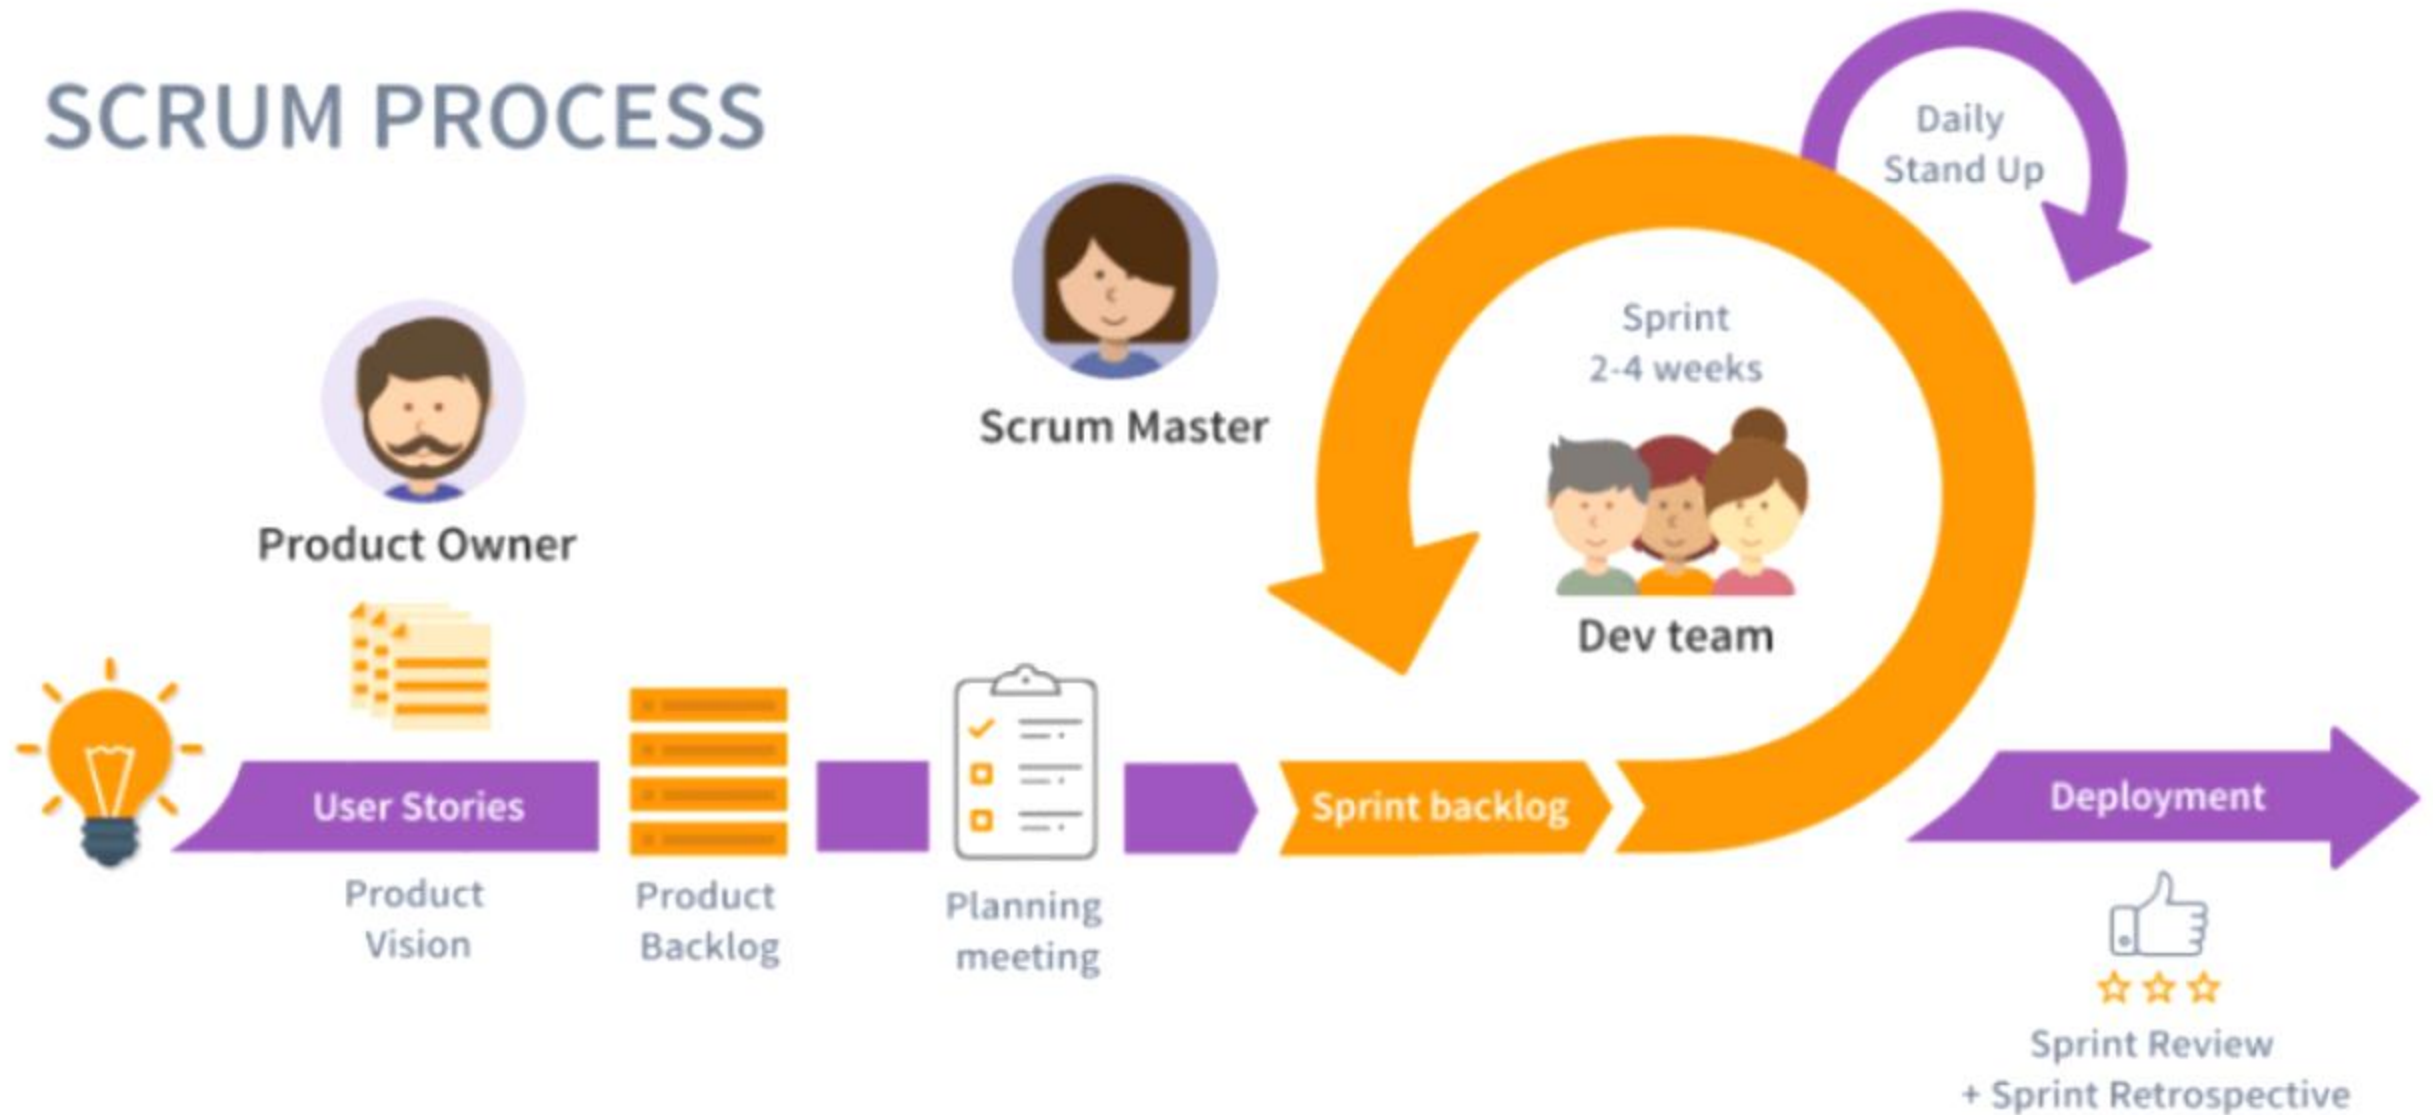 SCRUM PROCESS
Daily
Stand Up
Sprint
2-4 weeks
Scrum Master
Product Owner
Dev team
User Stories
Sprint backlog
Deployment
Product
Vision
Product
Backlog
Planning
meeting
Sprint Review
+ Sprint Retrospective